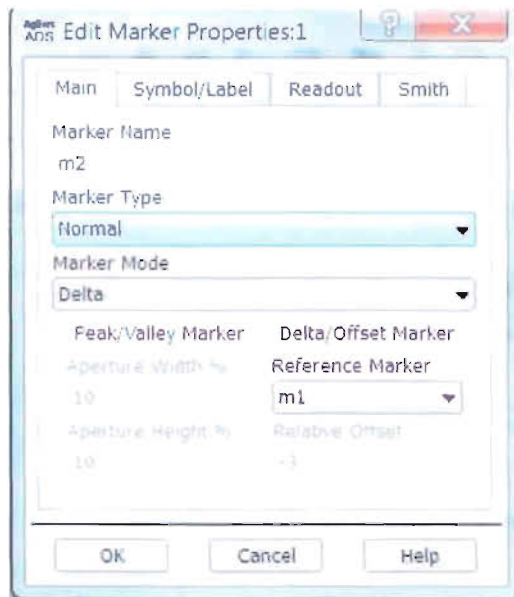 Agilent
ADS Edit Marker Properties:1
Main Symbol/Label Readout Smith
Marker Name
m2
Marker Type
Normal
Marker Mode
Delta
Peak/Valley Marker Delta/Offset Marker
Aperture Width % Reference Marker
10 m1
Aperture Height % Relative Offset
10 -3
OK Cancel Help